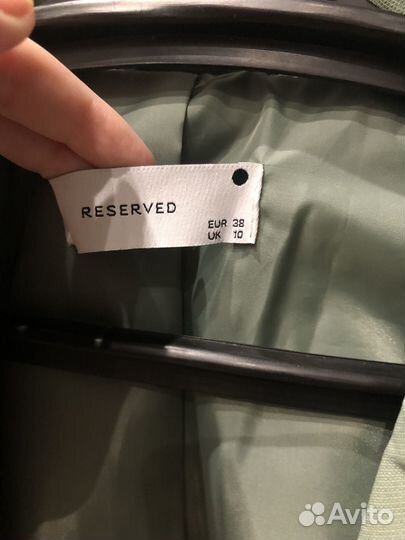 RESERVED
EUR 38
UK 10
Avito